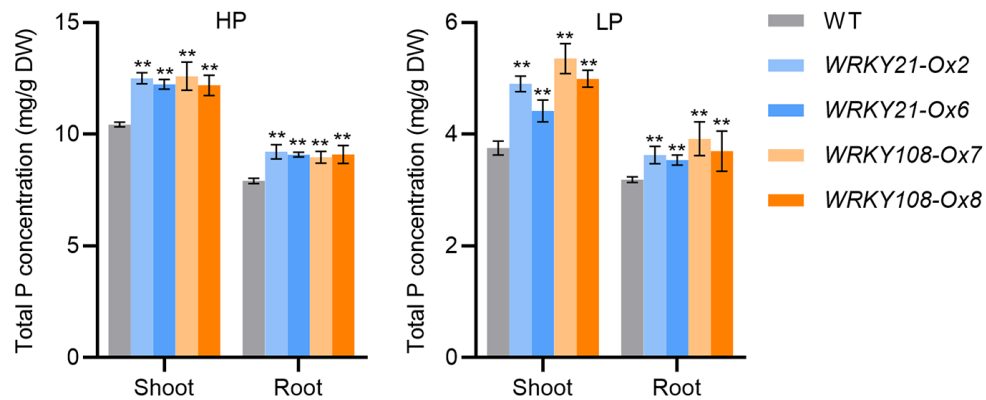 HP
Total P concentration (mg/g DW)
15
10
5
0
** ** ** **
** ** ** **
Shoot
Root
LP
Total P concentration (mg/g DW)
6
4
2
0
** ** ** **
** ** ** **
Shoot
Root
WT
WRKY21-Ox2
WRKY21-Ox6
WRKY108-Ox7
WRKY108-Ox8